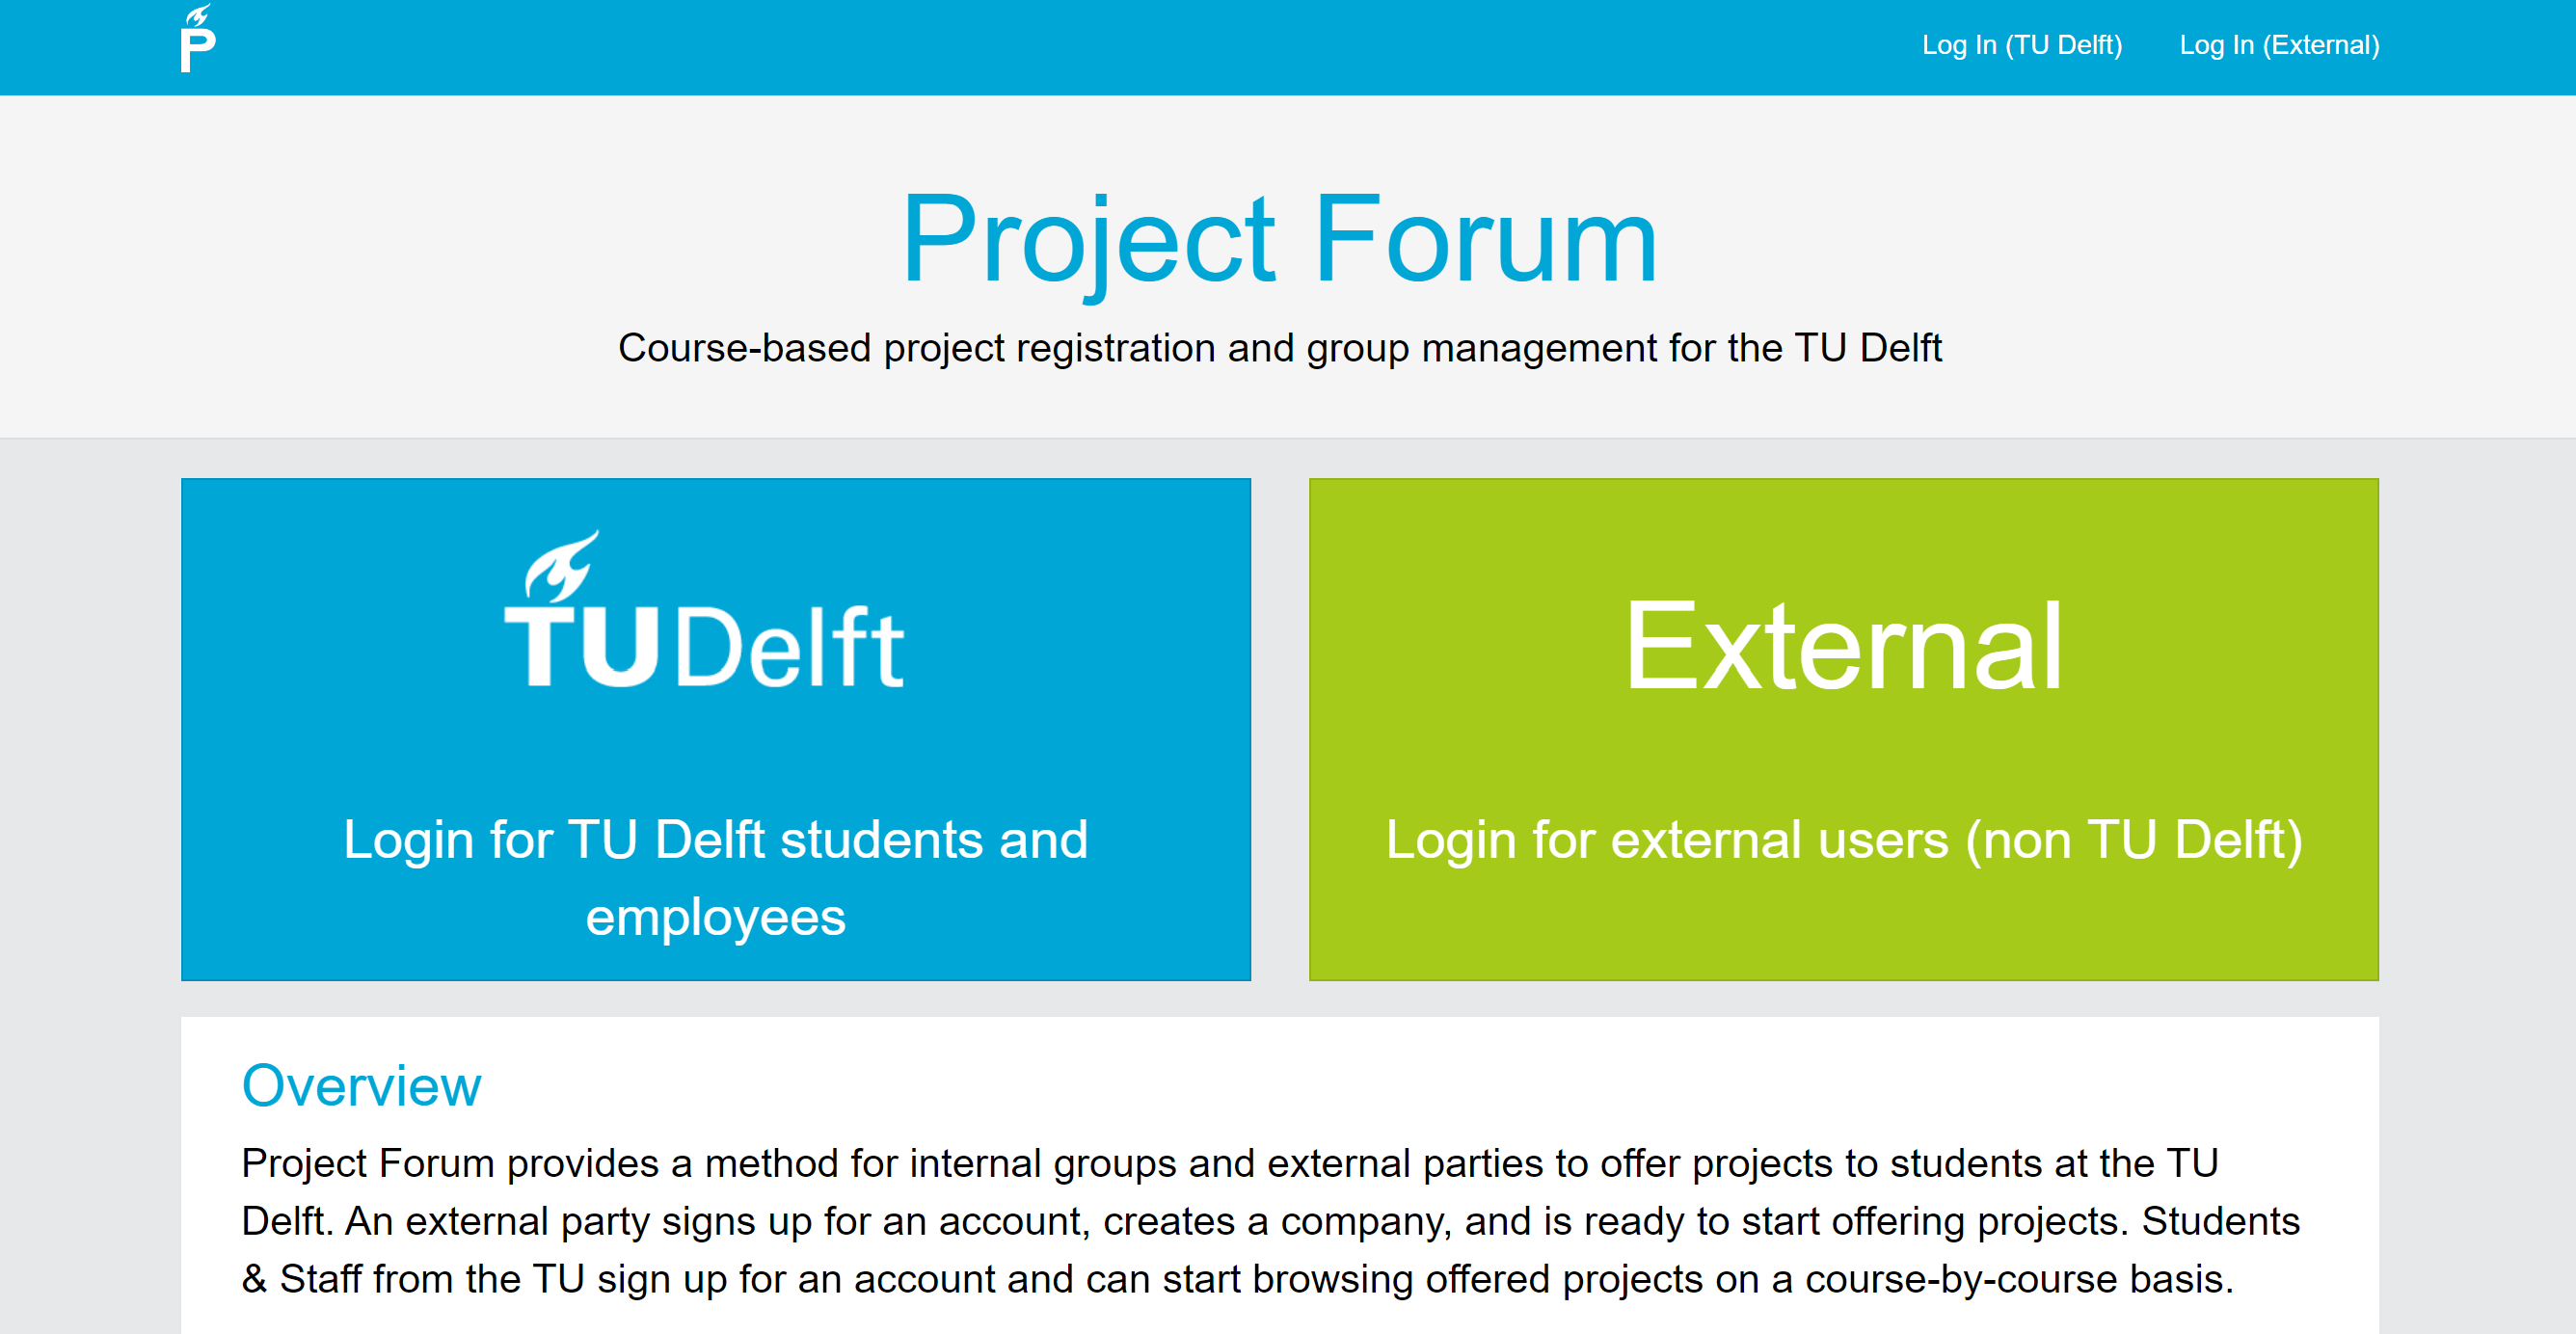 P
Log In (TU Delft)
Log In (External)
Project Forum
Course-based project registration and group management for the TU Delft
TUDelft
Login for TU Delft students and
employees
External
Login for external users (non TU Delft)
Overview
Project Forum provides a method for internal groups and external parties to offer projects to students at the TU
Delft. An external party signs up for an account, creates a company, and is ready to start offering projects. Students
& Staff from the TU sign up for an account and can start browsing offered projects on a course-by-course basis.